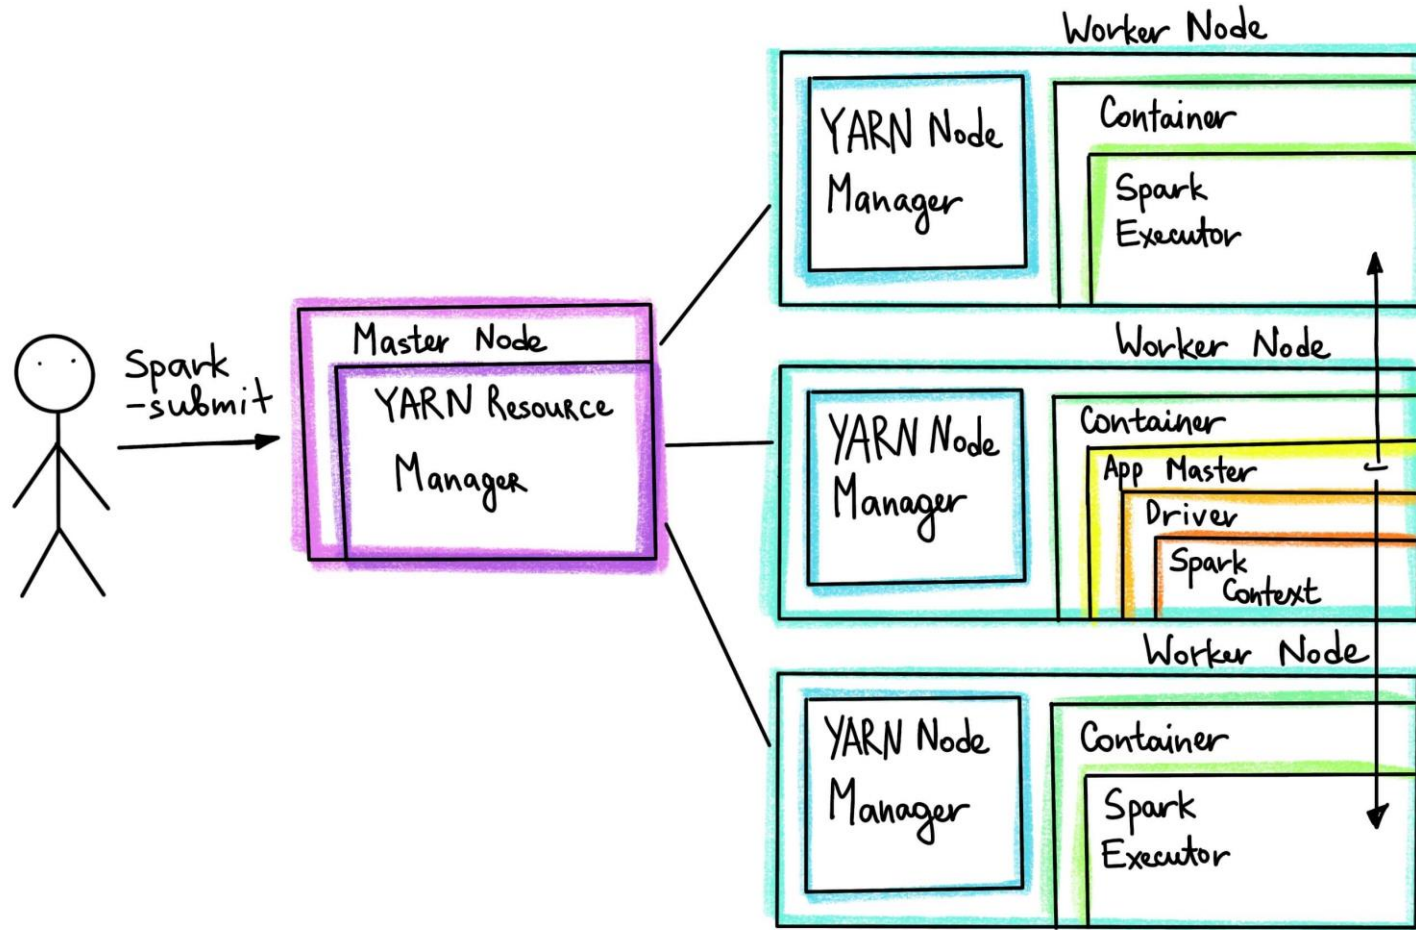 Spark
-submit
Master Node
YARN Resource
Manager
Worker Node
YARN Node
Manager
Container
Spark
Executor
Worker Node
YARN Node
Manager
Container
App Master
Driver
Spark
Context
Worker Node
YARN Node
Manager
Container
Spark
Executor